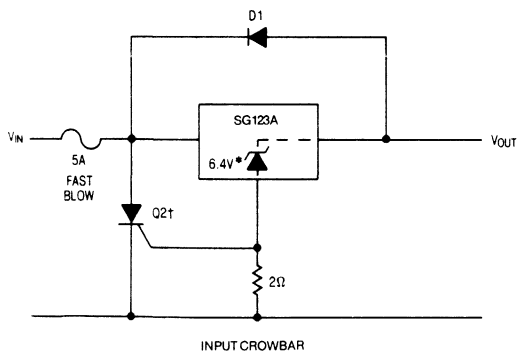 D1
SG123A
VIN
VOUT
6.4V*
5A
FAST
BLOW
Q2†
2Ω
INPUT CROWBAR